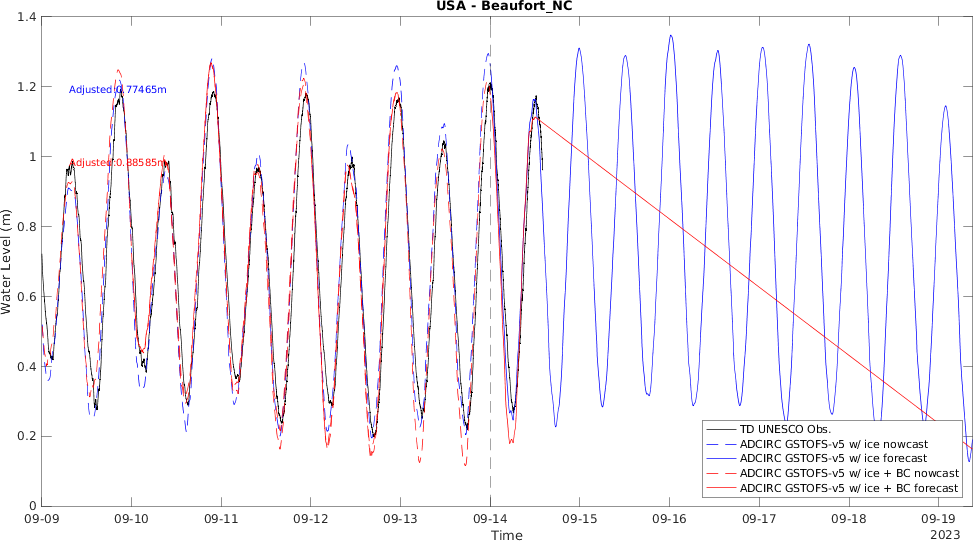 USA - Beaufort_NC
1.4
1.2
1
0.8
0.6
0.4
0.2
0
Water Level (m)
Adjusted:0.77465m
Adjusted:0.38585m
TD UNESCO Obs.
ADCIRC GSTOFS-v5 w/ ice nowcast
ADCIRC GSTOFS-v5 w/ ice forecast
ADCIRC GSTOFS-v5 w/ ice + BC nowcast
ADCIRC GSTOFS-v5 w/ ice + BC forecast
09-09 09-10 09-11 09-12 09-13 09-14 09-15 09-16 09-17 09-18 09-19
Time
2023